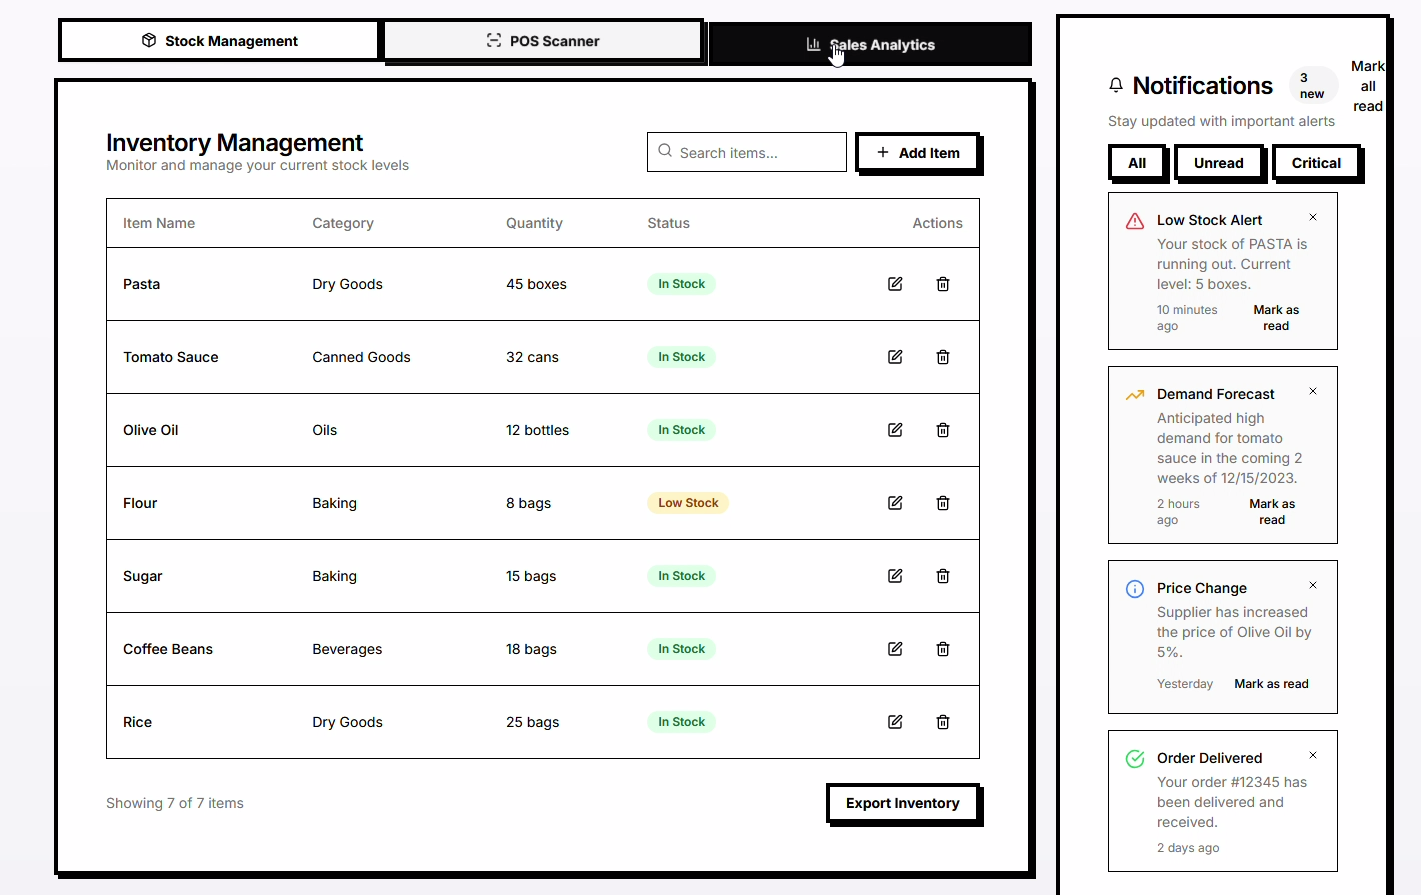 Stock Management
POS Scanner
Sales Analytics
Inventory Management
Monitor and manage your current stock levels
Search items...
Add Item
Item Name Category Quantity Status Actions
Pasta Dry Goods 45 boxes In Stock
Tomato Sauce Canned Goods 32 cans In Stock
Olive Oil Oils 12 bottles In Stock
Flour Baking 8 bags Low Stock
Sugar Baking 15 bags In Stock
Coffee Beans Beverages 18 bags In Stock
Rice Dry Goods 25 bags In Stock
Showing 7 of 7 items
Export Inventory
Notifications
3
new
Mark
all
read
Stay updated with important alerts
All
Unread
Critical
Low Stock Alert
Your stock of PASTA is
running out. Current
level: 5 boxes.
10 minutes
ago
Mark as
read
Demand Forecast
Anticipated high
demand for tomato
sauce in the coming 2
weeks of 12/15/2023.
2 hours
ago
Mark as
read
Price Change
Supplier has increased
the price of Olive Oil by
5%.
Yesterday
Mark as read
Order Delivered
Your order #12345 has
been delivered and
received.
2 days ago